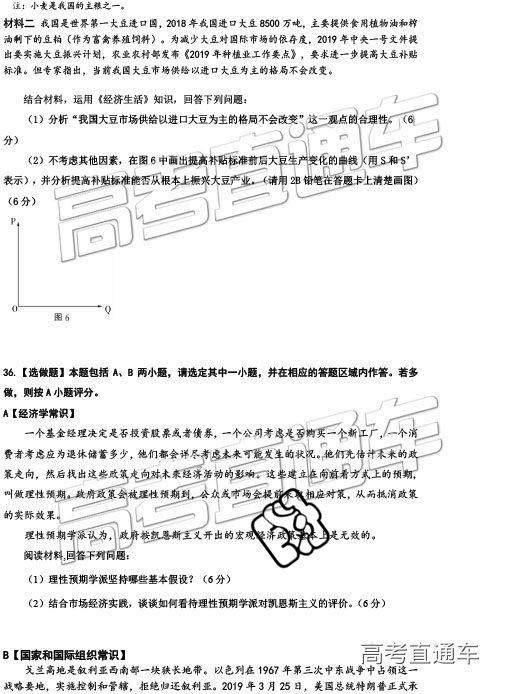 注：小麦是我国的主粮之一。
材料二 我国是世界第一大豆进口国，2018年我国进口大豆8500万吨，主要提供食用植物油和榨
油剩下的豆粕（作为畜禽养殖饲料）。为减少大豆对国际市场的依存度，2019年中央一号文件提
出要实施大豆振兴计划，农业农村部发布《2019年种植业工作要点》，要求进一步提高大豆补贴
标准。但专家指出，当前我国大豆市场供给以进口大豆为主的格局不会改变。
结合材料，运用《经济生活》知识，回答下列问题：
（1）分析“我国大豆市场供给以进口大豆为主的格局不会改变”这一观点的合理性。（6
分）
（2）不考虑其他因素，在图6中画出提高补贴标准前后大豆生产变化的曲线（用S和S’
表示），并分析提高补贴标准能否从根本上振兴大豆产业。（请用2B铅笔在答题卡上清楚画图）
（6分）
P
O
Q
图6
高考直通车
36.【选做题】本题包括 A、B 两小题，请选定其中一小题，并在相应的答题区域内作答。若多
做，则按A小题评分。
A【经济学常识】
一个基金经理决定是否投资股票或者债券，一个公司考虑是否购买一个新工厂，一个消
费者考虑应为退休储蓄多少，他们都会详尽考虑未来可能发生的状况。他们先估计未来的政
策走向，然后找出这些政策走向对未来经济活动的影响。这些建立在向前看方式上的预期，
叫做理性预期。政府政策会被理性预期到，公众及市场会提前采取相应对策，从而抵消政策
的实际效果。
理性预期学派认为，政府按凯恩斯主义开出的宏观经济政策基本上是无效的。
阅读材料,回答下列问题：
（1）理性预期学派坚持哪些基本假设？（6分）
（2）结合市场经济实践，谈谈如何看待理性预期学派对凯恩斯主义的评价。（6分）
高考直通车
B【国家和国际组织常识】
高考直通车
戈兰高地是叙利亚西南部一块狭长地带。以色列在1967年第三次中东战争中占领这一
战略要地，实施控制和管辖，拒绝归还叙利亚。2019年3月25日，美国总统特朗普正式承